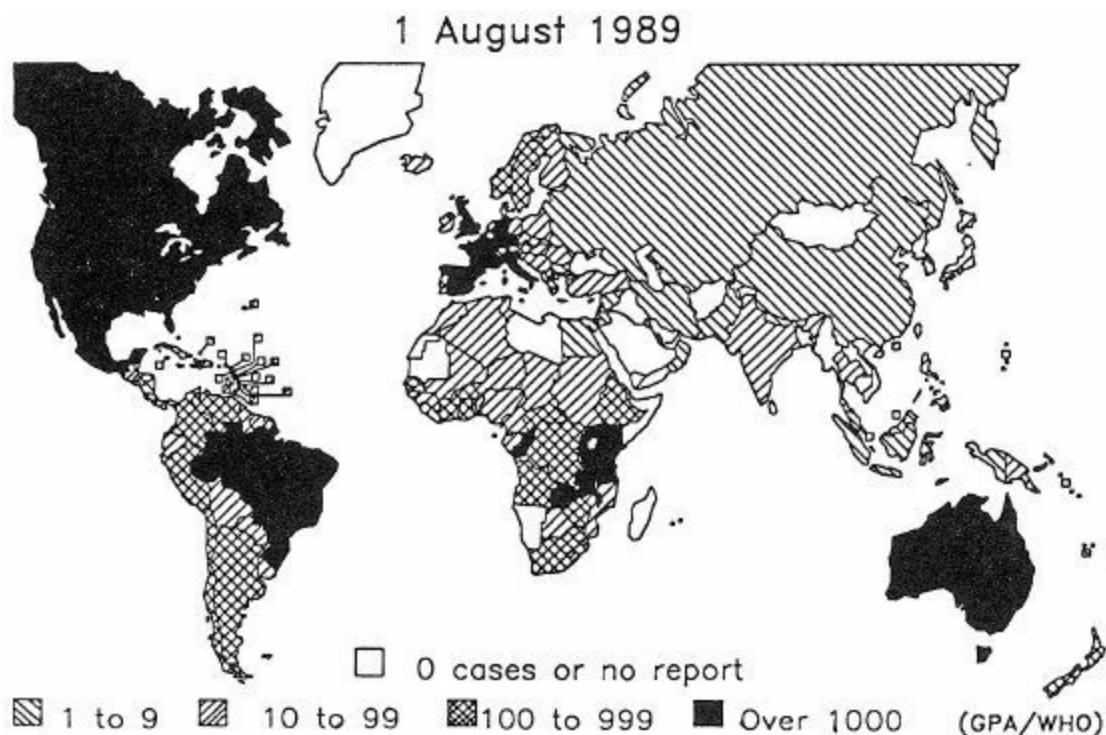 1 August 1989
0 cases or no report
1 to 9 10 to 99 100 to 999 Over 1000 (GPA/WHO)